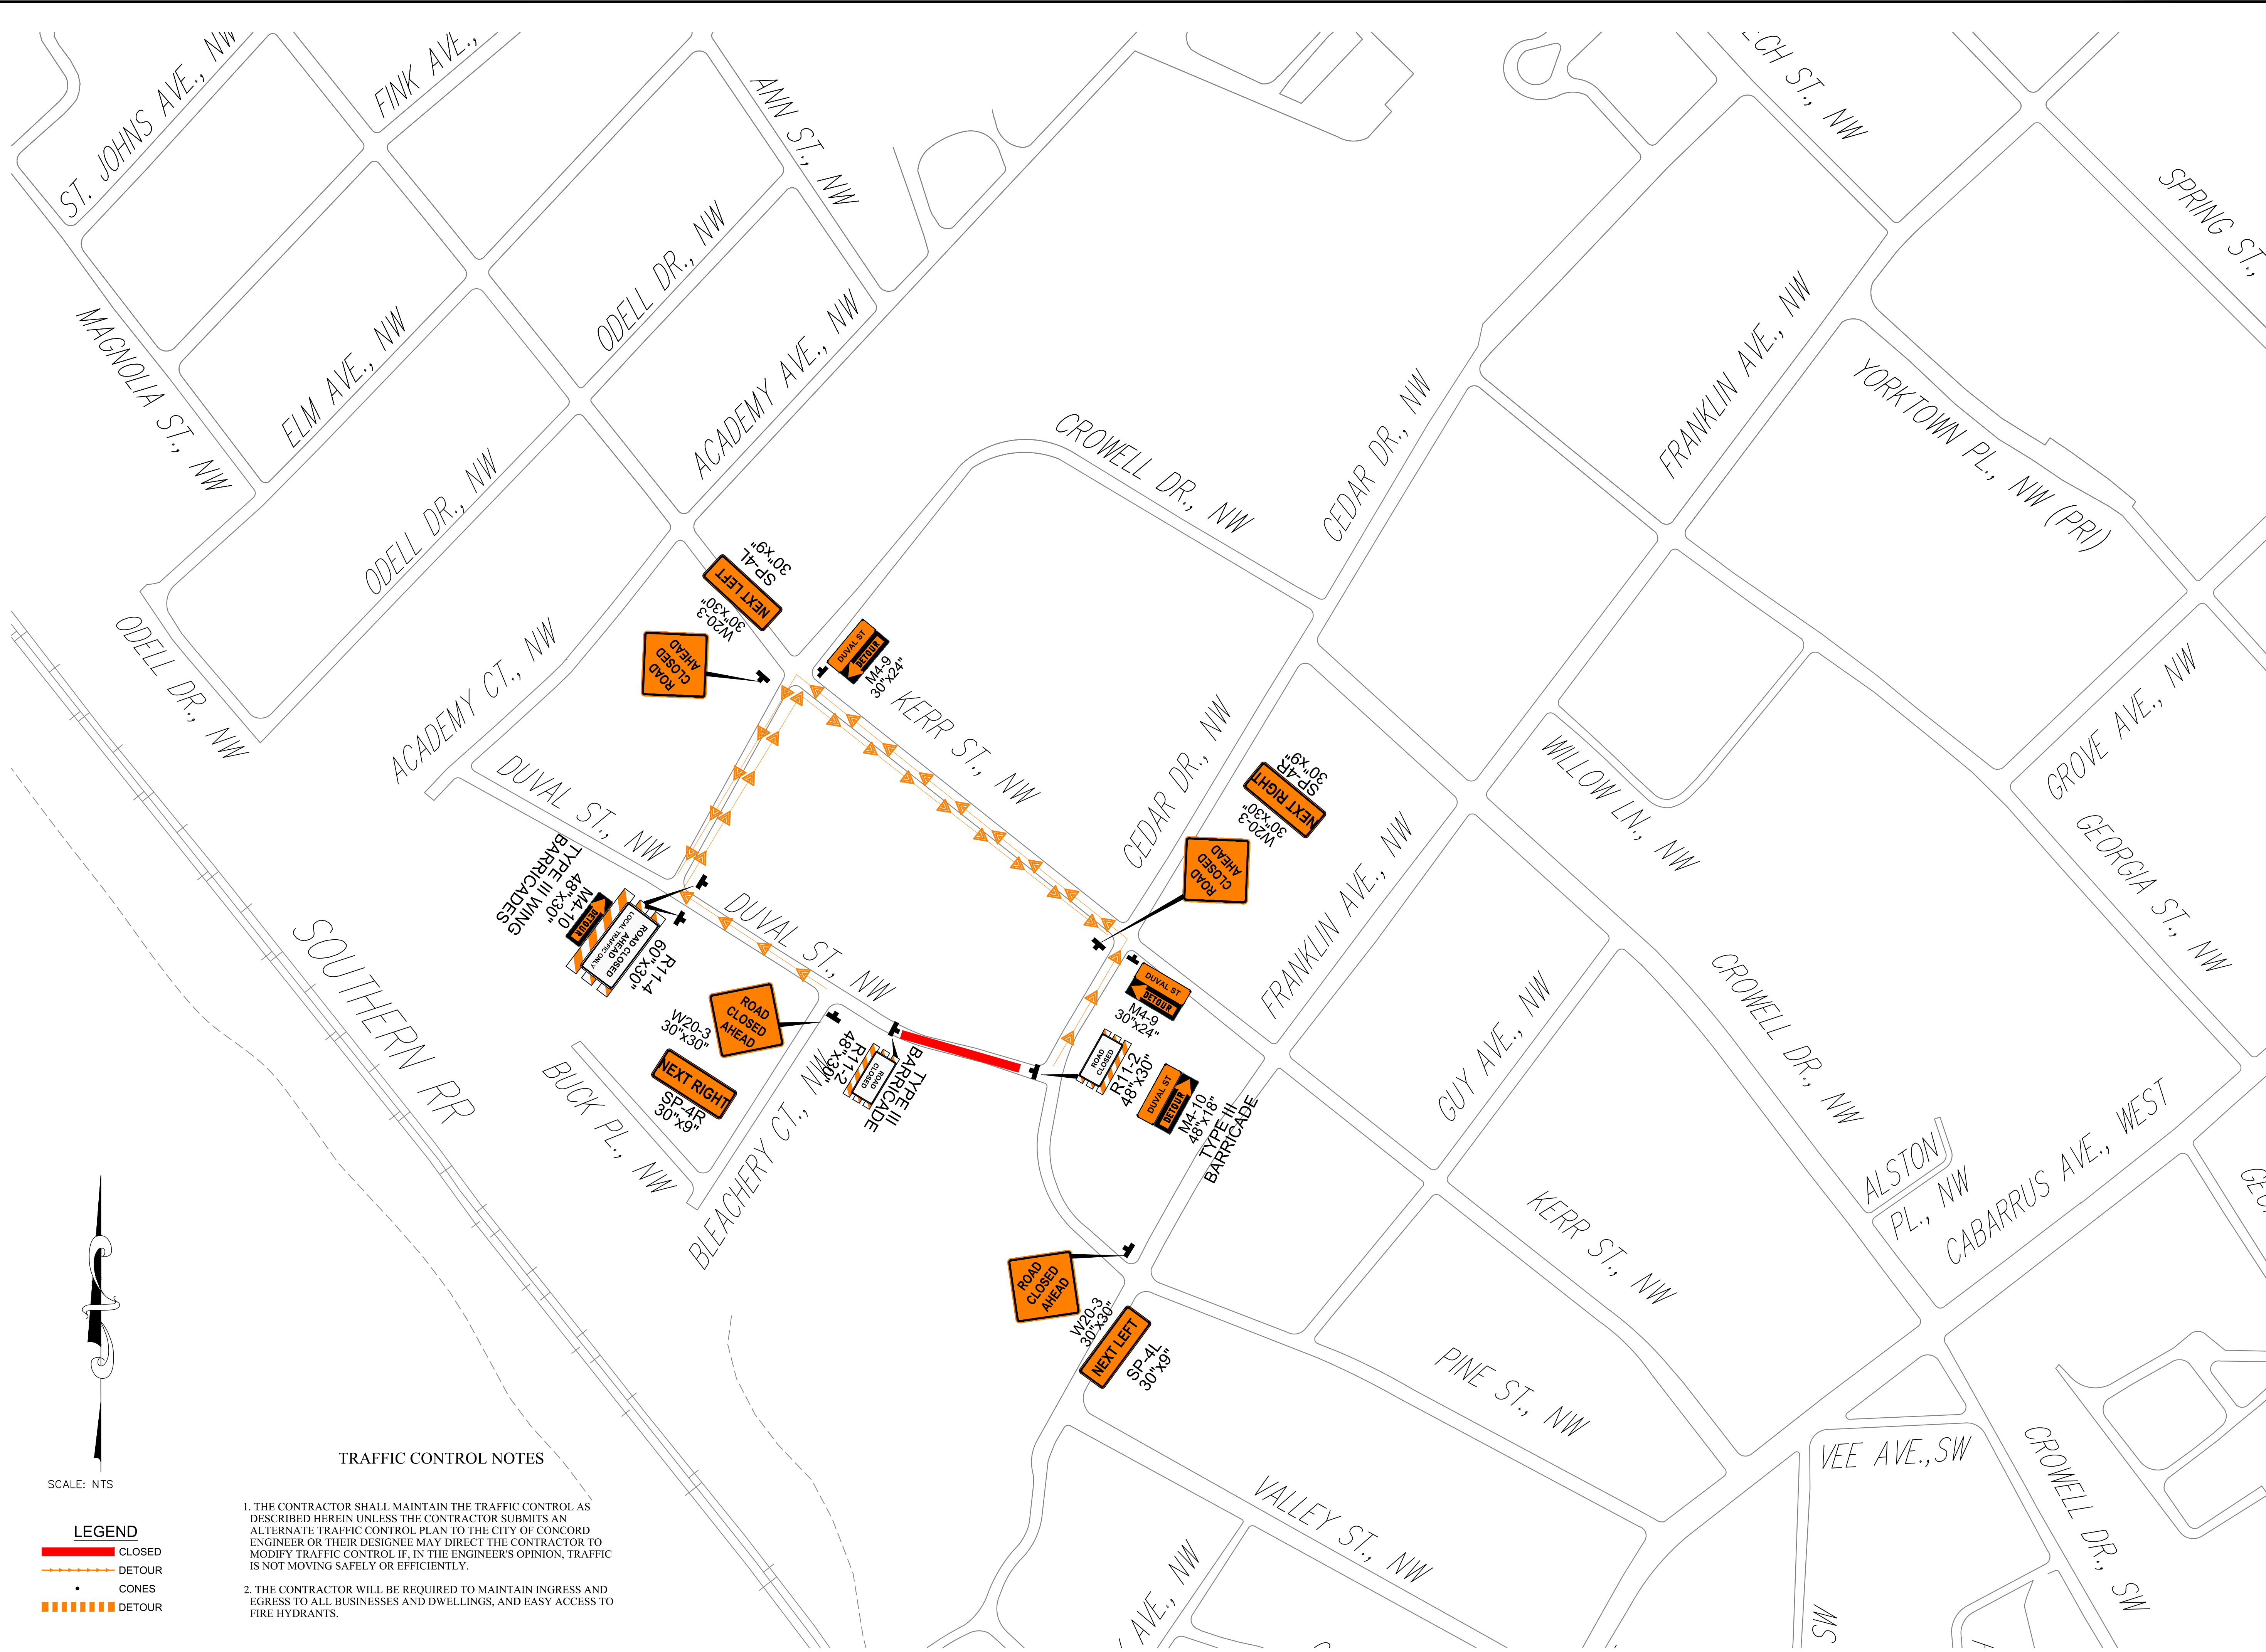 ST. JOHNS AVE., NW
FINK AVE.,
ANN ST., NW
ST., NW
SPRING ST.,
MAGNOLIA ST., NW
ELM AVE., NW
ODELL DR., NW
ACADEMY AVE., NW
ODELL DR., NW
ODELL DR., NW
ACADEMY CT., NW
CROWELL DR., NW
CEDAR DR., NW
FRANKLIN AVE., NW
YORKTOWN PL., NW (PRI)
SP-4L
30"x9"
NEXT LEFT
W20-3
30"x30"
ROAD
CLOSED
AHEAD
DUVAL ST
DETOUR
M4-9
30"x24"
KERR ST., NW
CEDAR DR., NW
SP-4R
30"x9"
NEXT RIGHT
W20-3
30"x30"
ROAD
CLOSED
AHEAD
WILLOW LN., NW
GROVE AVE., NW
GEORGIA ST., NW
DUVAL ST., NW
TYPE III WING
BARRICADES
M4-10
48"x30"
DETOUR
ROAD CLOSED
AHEAD
LOCAL TRAFFIC ONLY
R11-4
60"x30"
DUVAL ST., NW
FRANKLIN AVE., NW
DUVAL ST
DETOUR
M4-9
30"x24"
GUY AVE., NW
CROWELL DR., NW
SOUTHERN RR
ROAD
CLOSED
AHEAD
W20-3
30"x30"
NEXT RIGHT
SP-4R
30"x9"
BUCK PL., NW
BLEACHERY CT., NW
R11-2
48"x30"
ROAD
CLOSED
TYPE III
BARRICADE
ROAD
CLOSED
R11-2
48"x30"
DUVAL ST
DETOUR
M4-10
48"x18"
TYPE III
BARRICADE
ALSTON
PL., NW
CABARRUS AVE., WEST
KERR ST., NW
ROAD
CLOSED
AHEAD
W20-3
30"x30"
NEXT LEFT
SP-4L
30"x9"
PINE ST., NW
VEE AVE.,SW
CROWELL DR., SW
VALLEY ST., NW
AVE., NW
SW
SCALE: NTS
LEGEND
CLOSED
DETOUR
CONES
DETOUR
TRAFFIC CONTROL NOTES
1. THE CONTRACTOR SHALL MAINTAIN THE TRAFFIC CONTROL AS
DESCRIBED HEREIN UNLESS THE CONTRACTOR SUBMITS AN
ALTERNATE TRAFFIC CONTROL PLAN TO THE CITY OF CONCORD
ENGINEER OR THEIR DESIGNEE MAY DIRECT THE CONTRACTOR TO
MODIFY TRAFFIC CONTROL IF, IN THE ENGINEER'S OPINION, TRAFFIC
IS NOT MOVING SAFELY OR EFFICIENTLY.
2. THE CONTRACTOR WILL BE REQUIRED TO MAINTAIN INGRESS AND
EGRESS TO ALL BUSINESSES AND DWELLINGS, AND EASY ACCESS TO
FIRE HYDRANTS.